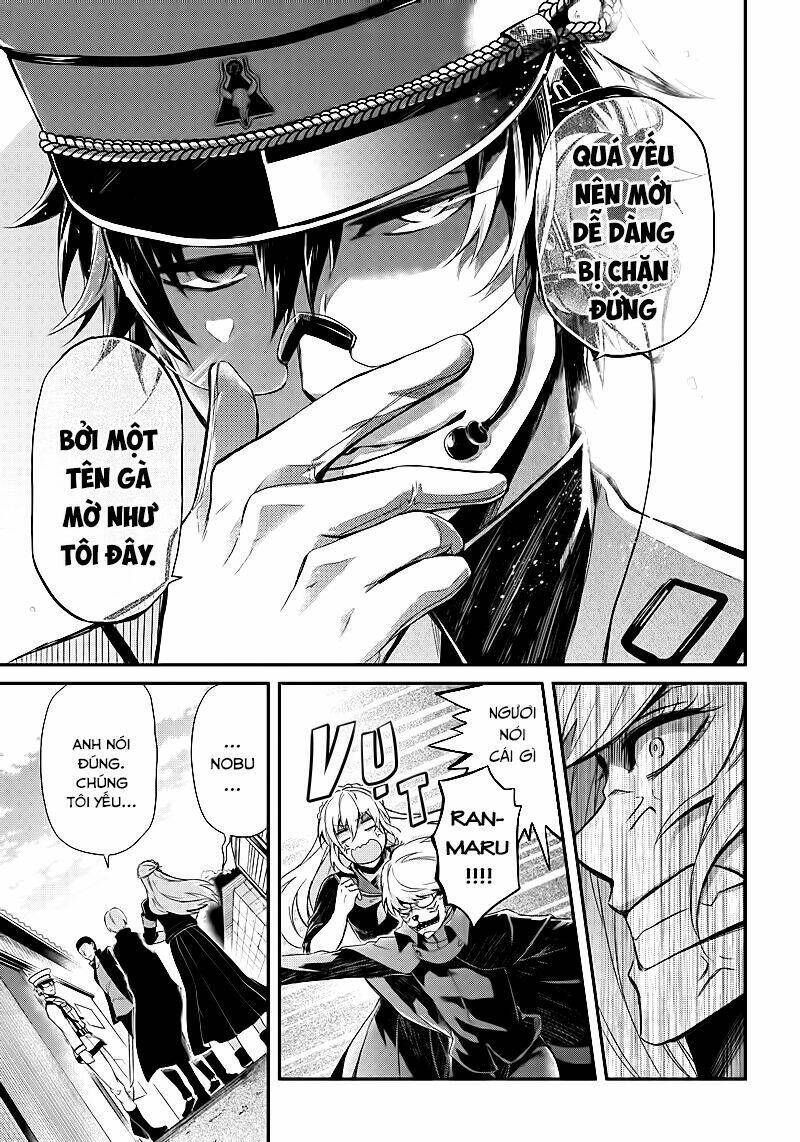 QUÁ YẾU
NÊN MỚI
DỄ DÀNG
BỊ CHẶN
ĐỨNG
BỞI MỘT
TÊN GÀ
MỜ NHƯ
TÔI ĐÂY.
NGƯƠI
NÓI
CÁI GÌ
RAN-
MARU
!!!!
VỤT
...
NOBU
...
ANH NÓI
ĐÚNG. CHÚNG
TÔI YẾU...